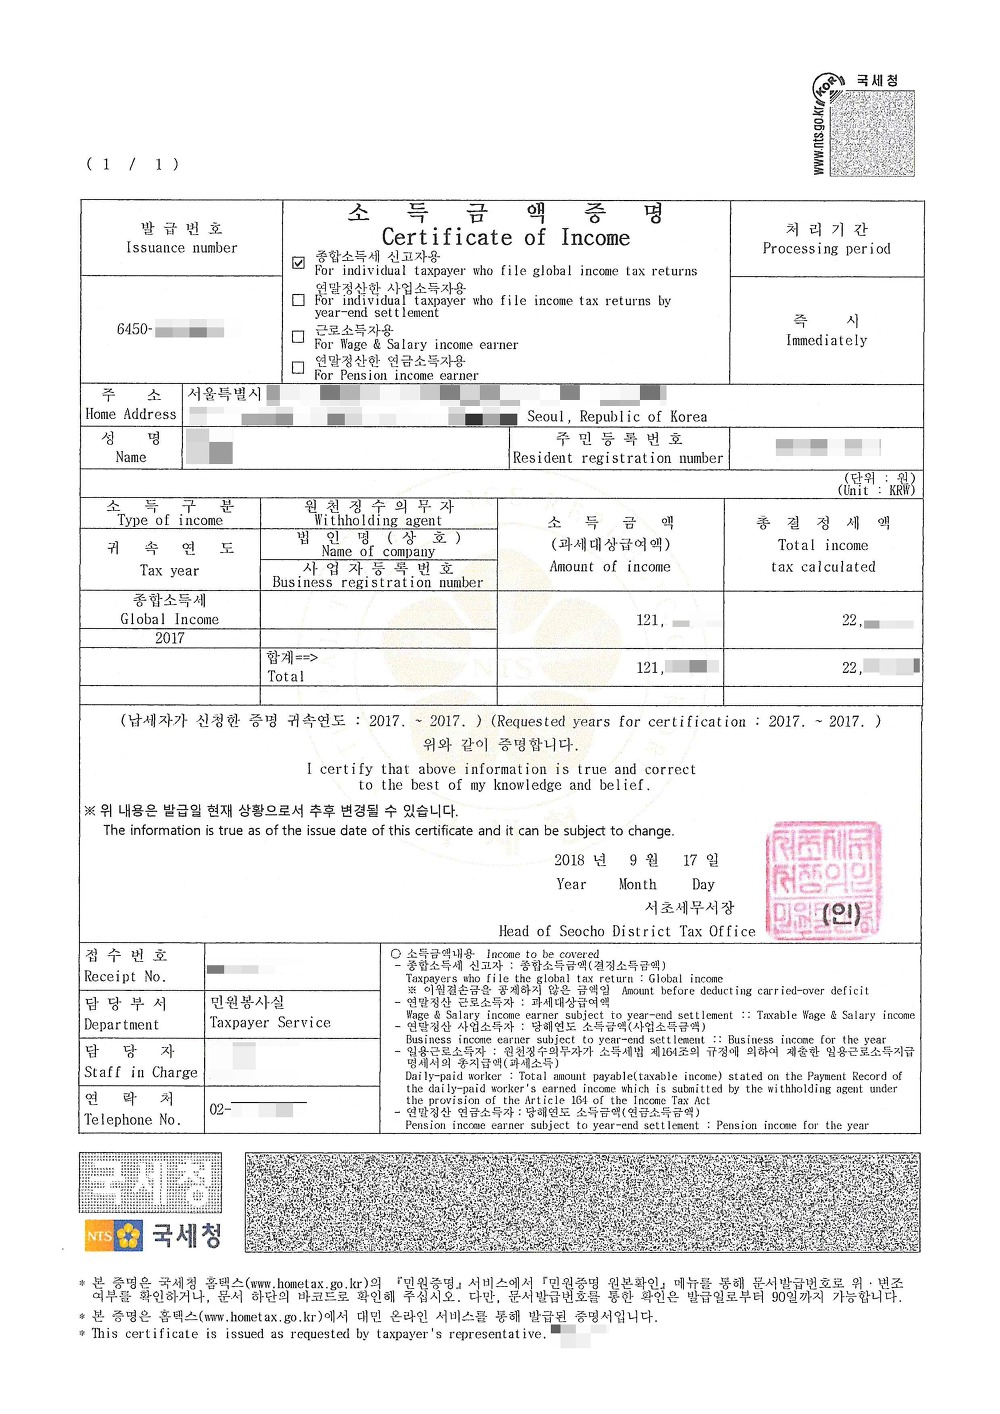 국세청
KOR
www.nts.go.kr
( 1 / 1 )
발 급 번 호
Issuance number
소 득 금 액 증 명
Certificate of Income
처 리 기 간
Processing period
☑ 종합소득세 신고자용
For individual taxpayer who file global income tax returns
□ 연말정산한 사업소득자용
For individual taxpayer who file income tax returns by
year-end settlement
□ 근로소득자용
For Wage & Salary income earner
□ 연말정산한 연금소득자용
For Pension income earner
6450-
즉 시
Immediately
주 소
Home Address
서울특별시
Seoul, Republic of Korea
성 명
Name
주 민 등 록 번 호
Resident registration number
(단위 : 원)
(Unit : KRW)
소 득 구 분
Type of income
귀 속 연 도
Tax year
원 천 징 수 의 무 자
Withholding agent
법 인 명 ( 상 호 )
Name of company
사 업 자 등 록 번 호
Business registration number
소 득 금 액
(과세대상급여액)
Amount of income
총 결 정 세 액
Total income
tax calculated
종합소득세
Global Income
2017
121,
22,
합계==>
Total
121,
22,
(납세자가 신청한 증명 귀속연도 : 2017. ~ 2017. ) (Requested years for certification : 2017. ~ 2017. )
위와 같이 증명합니다.
I certify that above information is true and correct
to the best of my knowledge and belief.
※ 위 내용은 발급일 현재 상황으로서 추후 변경될 수 있습니다.
The information is true as of the issue date of this certificate and it can be subject to change.
2018 년 9 월 17 일
Year Month Day
서초세무서장
(인)
Head of Seocho District Tax Office
접 수 번 호
Receipt No.
담 당 부 서
Department
민원봉사실
Taxpayer Service
담 당 자
Staff in Charge
연 락 처
Telephone No.
02-
○ 소득금액내용 Income to be covered
- 종합소득세 신고자 : 종합소득금액(결정소득금액)
Taxpayers who file the global tax return : Global income
※ 이월결손금을 공제하지 않은 금액임 Amount before deducting carried-over deficit
- 연말정산 근로소득자 : 과세대상급여액
Wage & Salary income earner subject to year-end settlement :: Taxable Wage & Salary income
- 연말정산 사업소득자 : 당해연도 소득금액(사업소득금액)
Business income earner subject to year-end settlement :: Business income for the year
- 일용근로소득자 : 원천징수의무자가 소득세법 제164조의 규정에 의하여 제출한 일용근로소득지급
명세서의 총지급액(과세소득)
Daily-paid worker : Total amount payable(taxable income) stated on the Payment Record of
the daily-paid worker's earned income which is submitted by the withholding agent under
the provision of the Article 164 of the Income Tax Act
- 연말정산 연금소득자 : 당해연도 소득금액(연금소득금액)
Pension income earner subject to year-end settlement : Pension income for the year
국세청
NTS 국세청
* 본 증명은 국세청 홈택스(www.hometax.go.kr)의 『민원증명』 서비스에서 『민원증명 원본확인』 메뉴를 통해 문서발급번호로 위·변조
여부를 확인하거나, 문서 하단의 바코드로 확인해 주십시오. 다만, 문서발급번호를 통한 확인은 발급일로부터 90일까지 가능합니다.
* 본 증명은 홈택스(www.hometax.go.kr)에서 대민 온라인 서비스를 통해 발급된 증명서입니다.
* This certificate is issued as requested by taxpayer's representative.